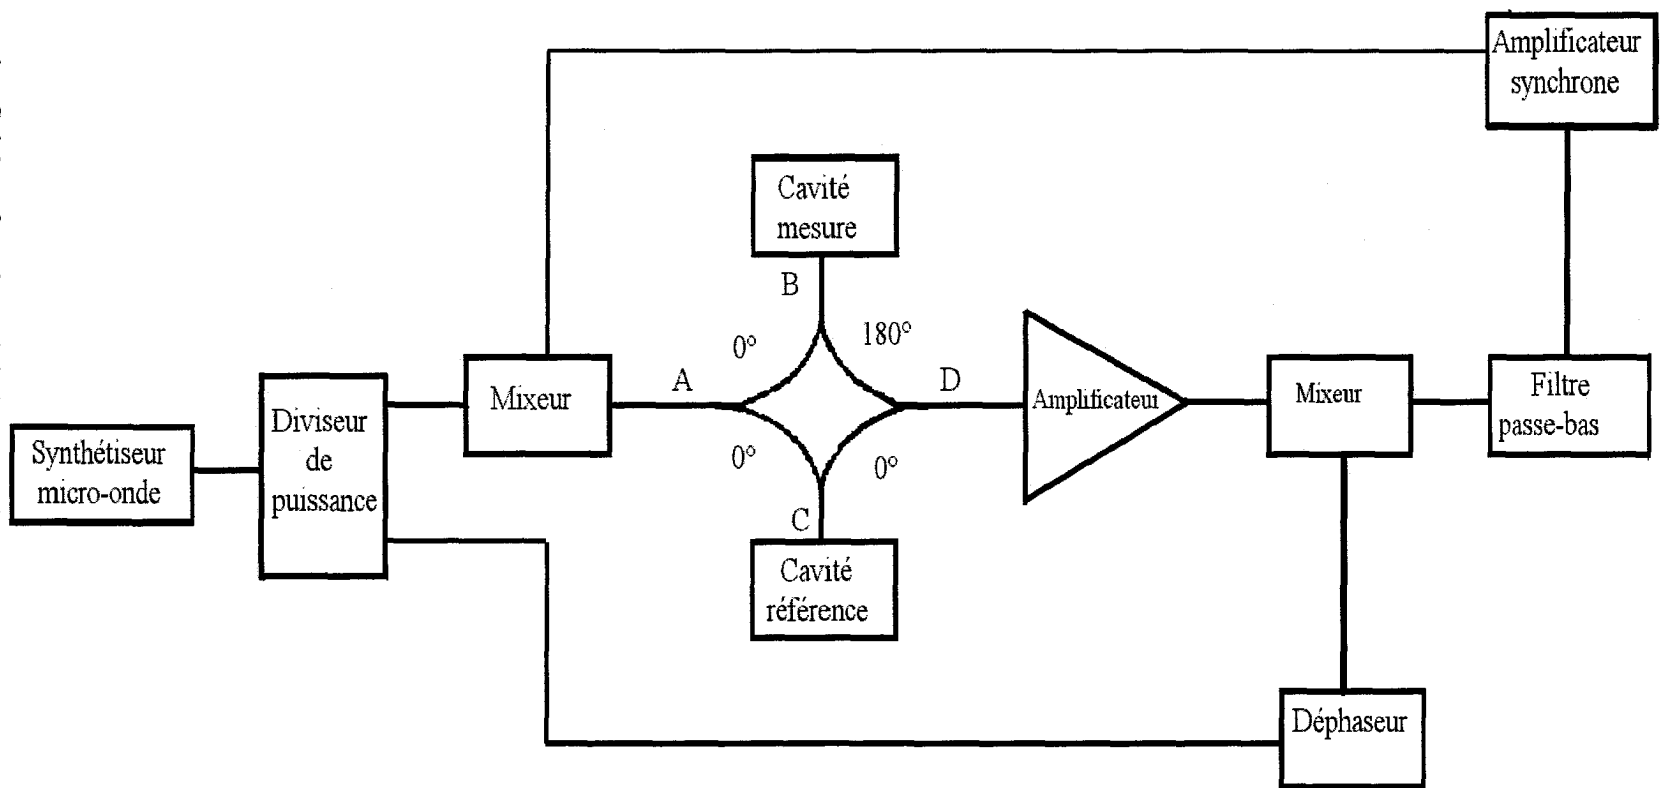 Amplificateur
synchrone
Cavité
mesure
B
0°
180°
A
D
Mixeur
Amplificateur
Mixeur
Filtre
passe-bas
Diviseur
de
puissance
Synthétiseur
micro-onde
0°
0°
C
Cavité
référence
Déphaseur